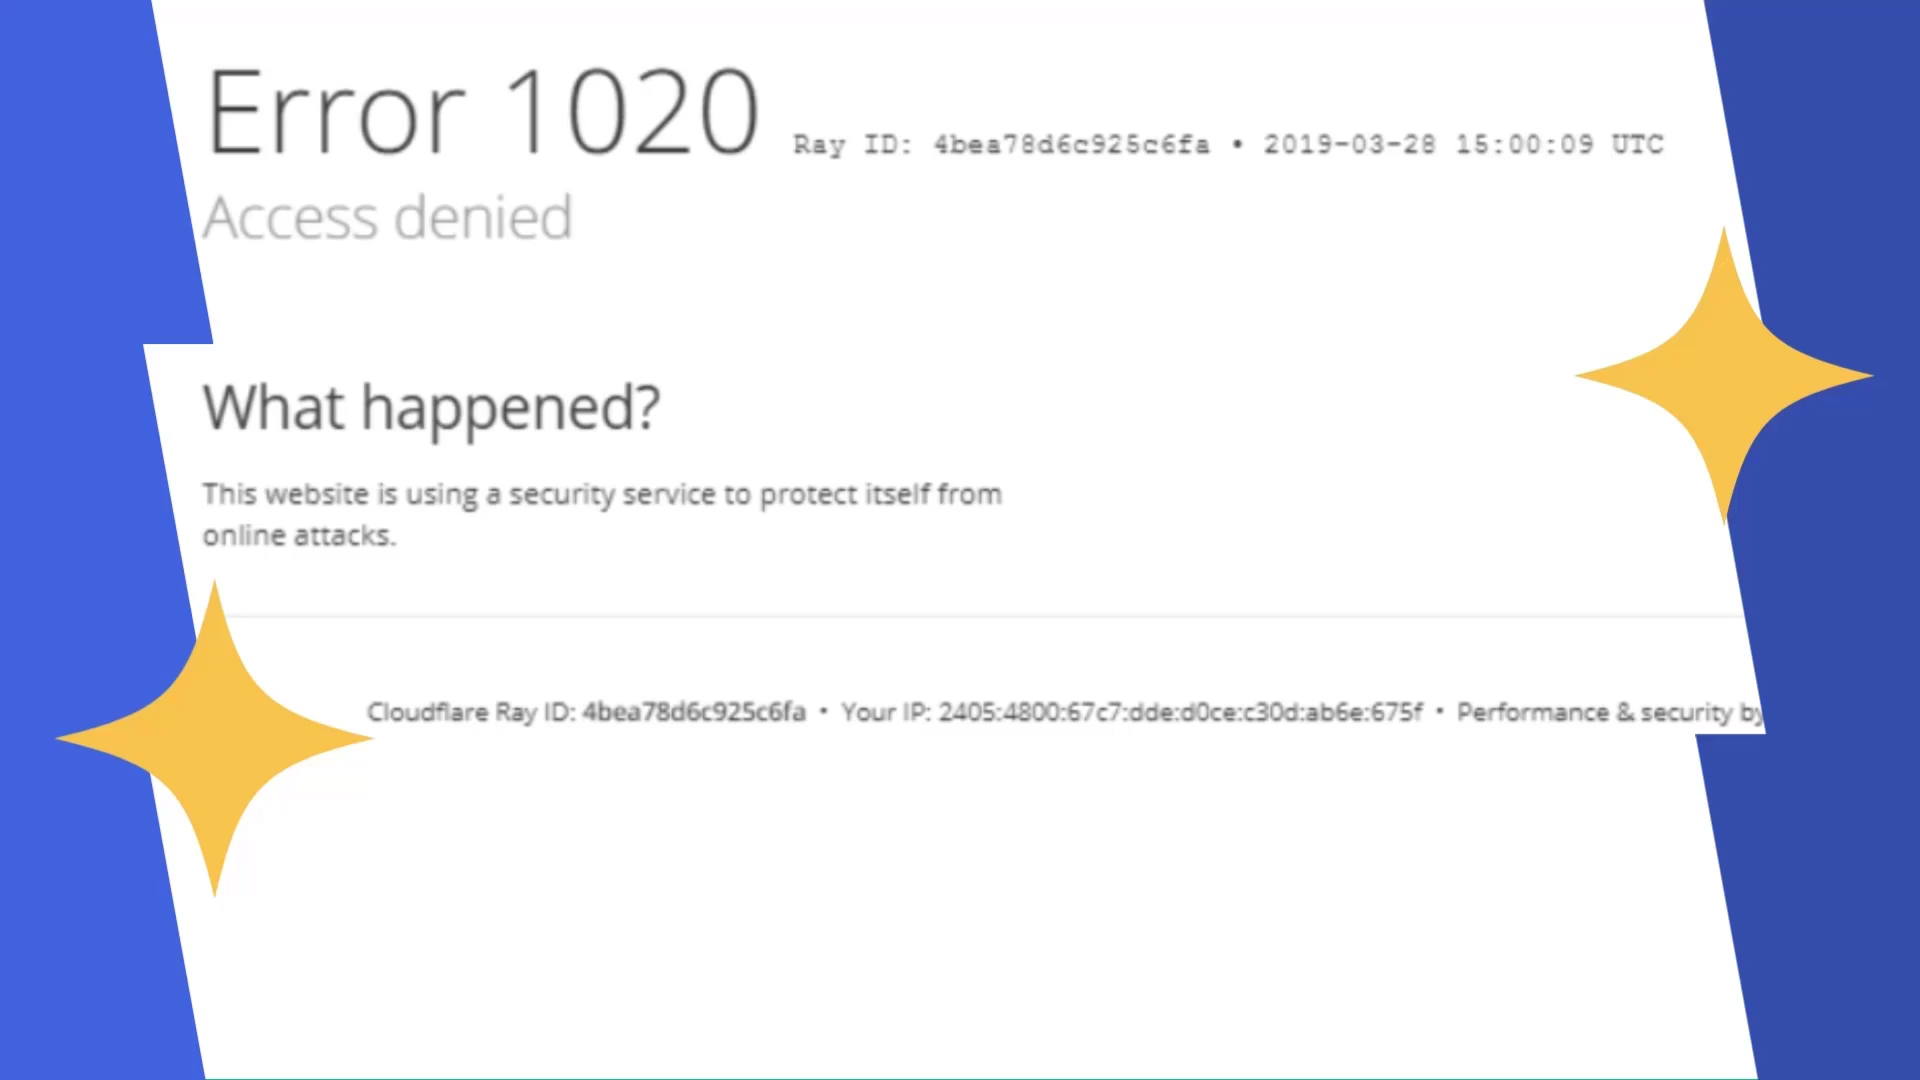 Error 1020 Ray ID: 4bea78d6c925c6fa • 2019-03-28 15:00:09 UTC
Access denied
What happened?
This website is using a security service to protect itself from
online attacks.
Cloudflare Ray ID: 4bea78d6c925c6fa • Your IP: 2405:4800:67c7:dde:d0ce:c30d:ab6e:675f • Performance & security by